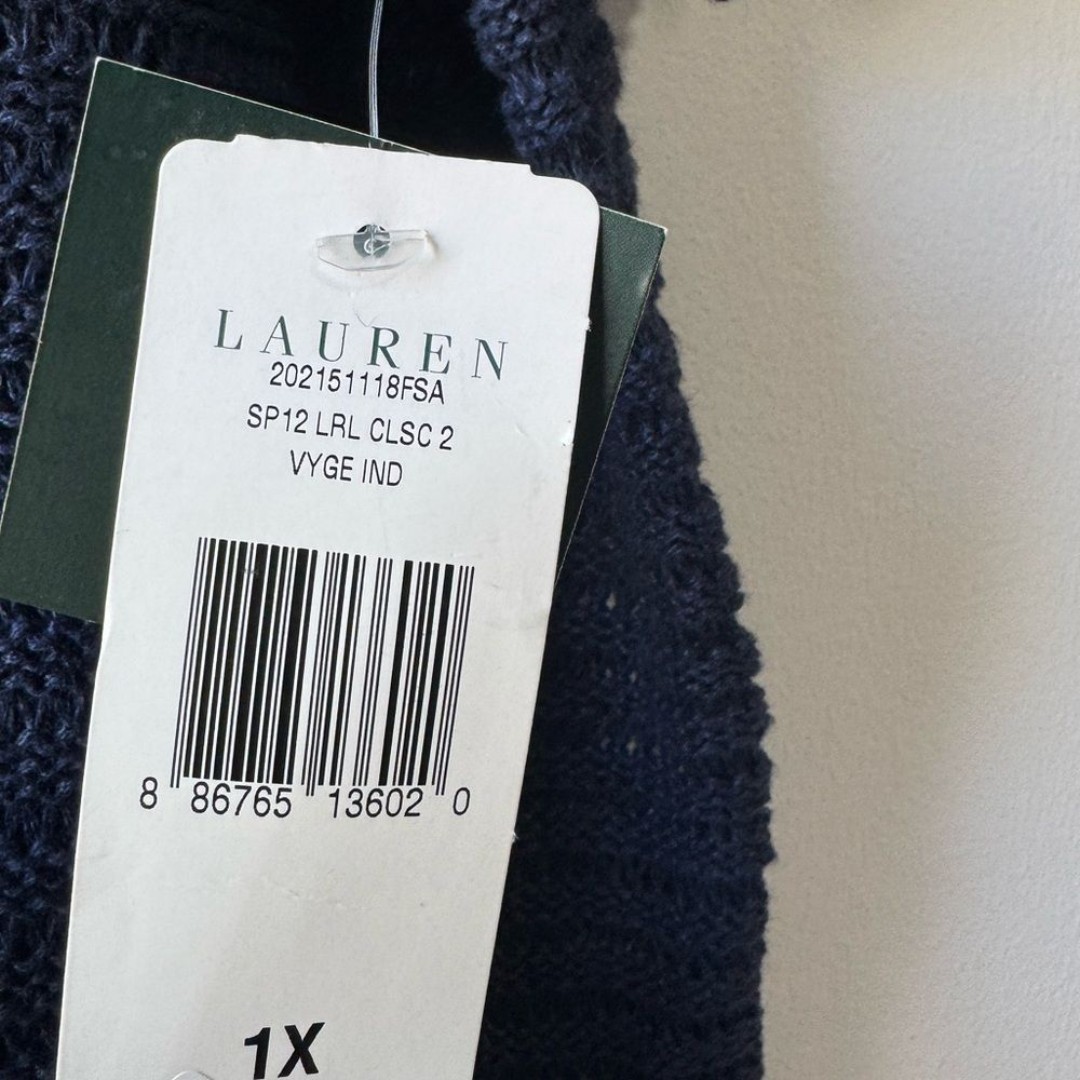 LAUREN
202151118FSA
SP12 LRL CLSC 2
VYGE IND
8 86765 13602 0
1X